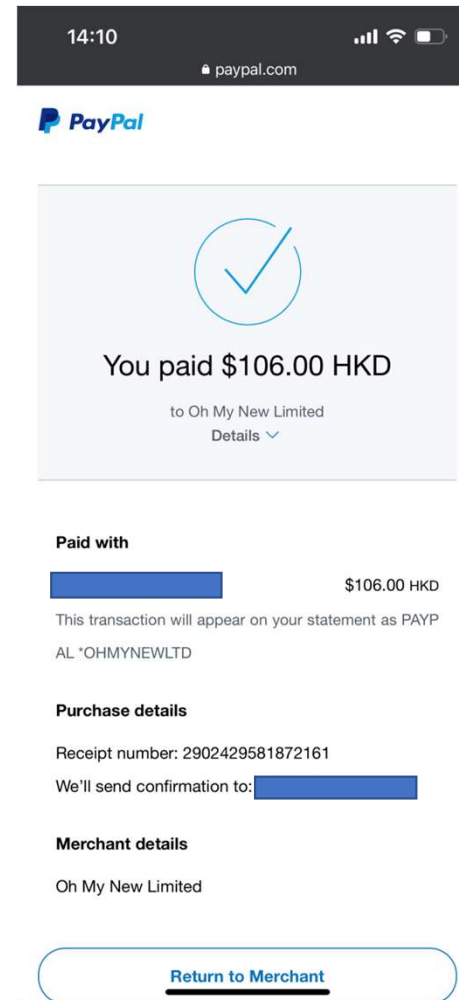 14:10
paypal.com
PayPal
You paid $106.00 HKD
to Oh My New Limited
Details
Paid with
$106.00 HKD
This transaction will appear on your statement as PAYP
AL *OHMYNEWLTD
Purchase details
Receipt number: 2902429581872161
We'll send confirmation to:
Merchant details
Oh My New Limited
Return to Merchant